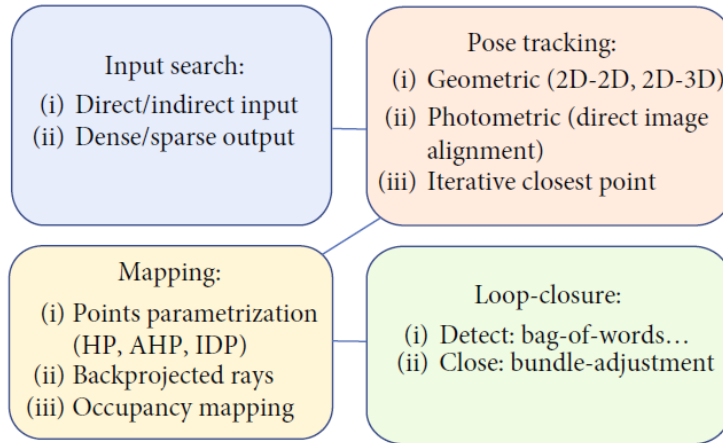 Input search:
(i) Direct/indirect input
(ii) Dense/sparse output
Pose tracking:
(i) Geometric (2D-2D, 2D-3D)
(ii) Photometric (direct image
alignment)
(iii) Iterative closest point
Mapping:
(i) Points parametrization
(HP, AHP, IDP)
(ii) Backprojected rays
(iii) Occupancy mapping
Loop-closure:
(i) Detect: bag-of-words…
(ii) Close: bundle-adjustment